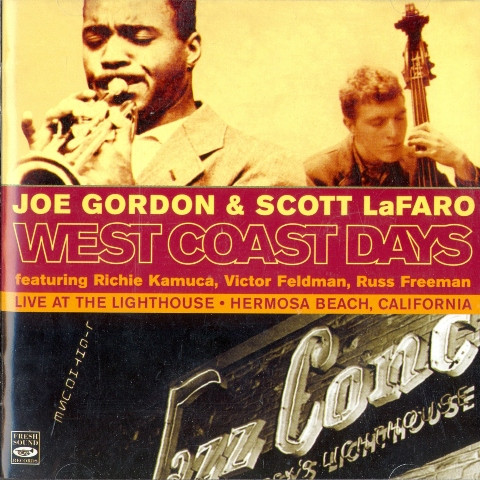 JOE GORDON & SCOTT LaFARO
WEST COAST DAYS
featuring Richie Kamuca, Victor Feldman, Russ Freeman
LIVE AT THE LIGHTHOUSE • HERMOSA BEACH, CALIFORNIA
Jazz Conc
'S LIGHTHOUSE
FRESH
SOUND
RECORDS